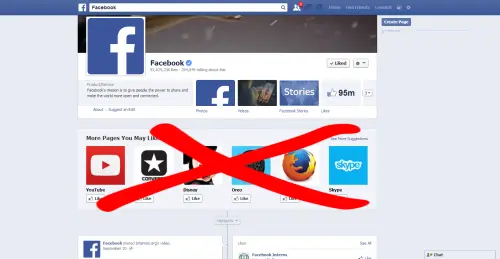 Facebook
Home
Find Friends
Create Page
Facebook
Liked
Product/Service
Facebook's mission is to give people the power to share and
make the world more open and connected.
About
Suggest an Edit
Photos
Videos
Stories
Facebook Stories
95m
Likes
More Pages You May Like
See More Suggestions
YouTube
Like
CONVERSE
Disney
Like
Oreo
Like
Like
Skype
Like
Highlights
Facebook
Likes
See All
Facebook Interns
Chat